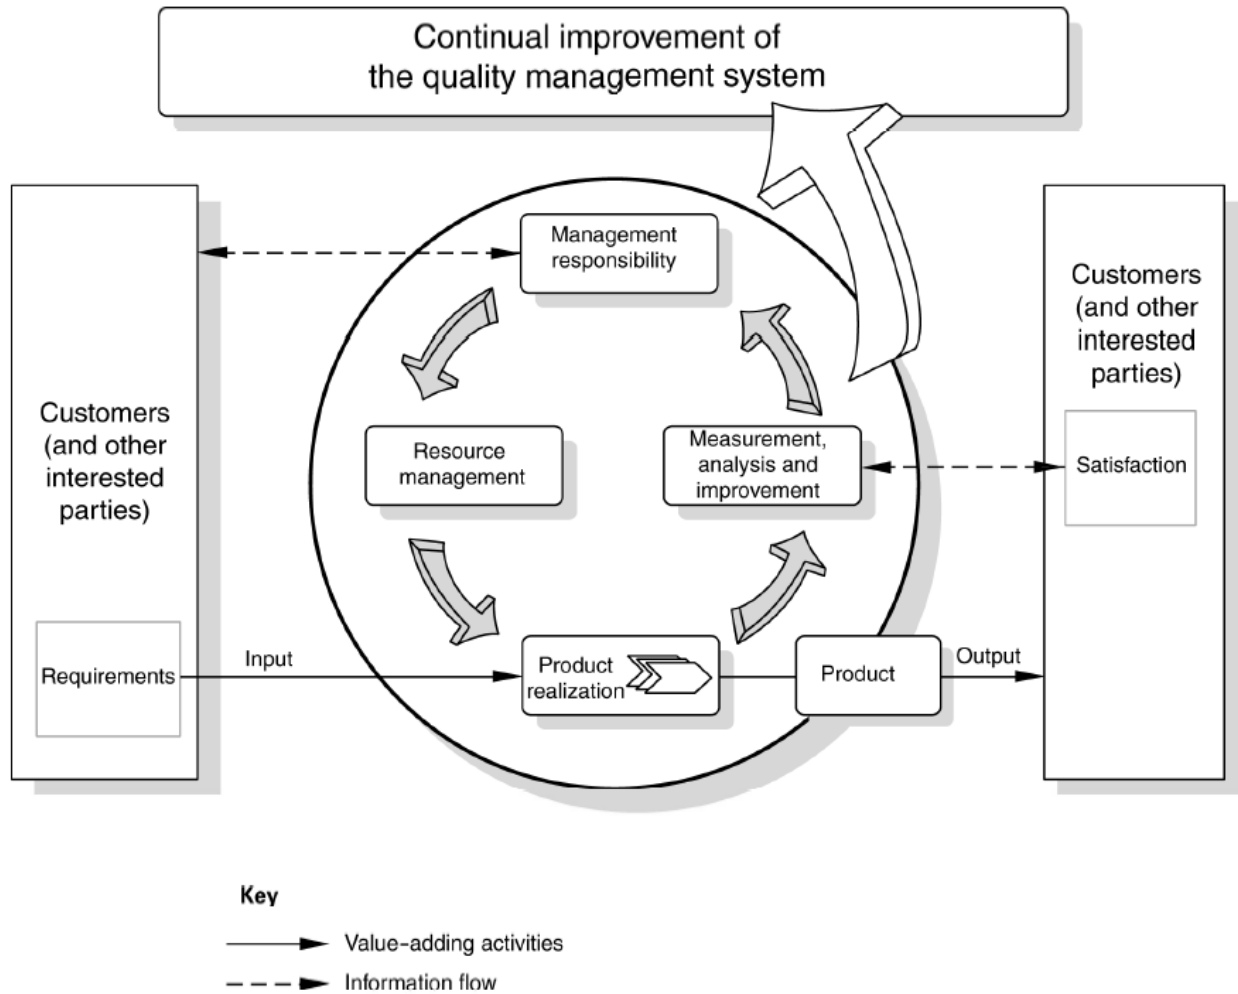 Continual improvement of
the quality management system
Management
responsibility
Customers
(and other
interested
parties)
Customers
(and other
interested
parties)
Resource
management
Measurement,
analysis and
improvement
Satisfaction
Requirements
Input
Product
realization
Product
Output
Key
Value-adding activities
Information flow